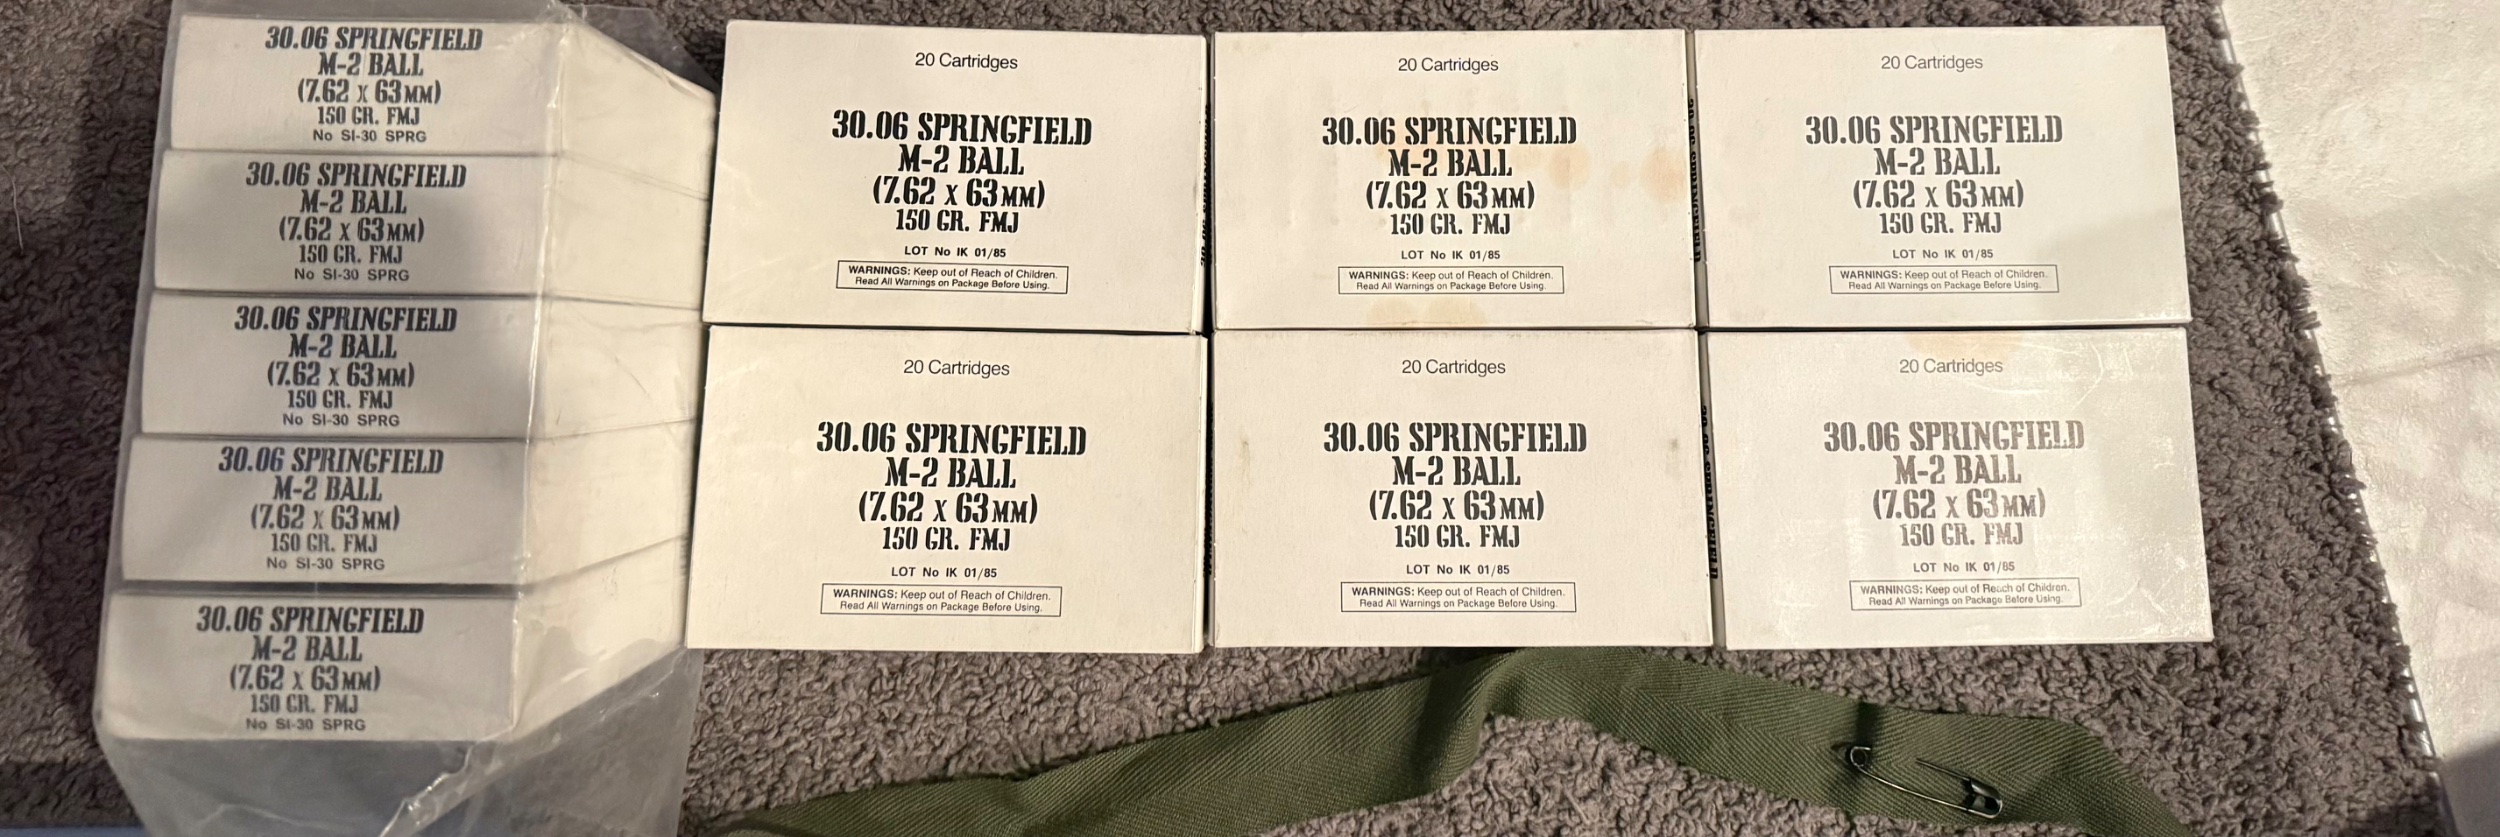 30.06 SPRINGFIELD
M-2 BALL
(7.62 x 63MM)
150 GR. FMJ
No SI-30 SPRG
30.06 SPRINGFIELD
M-2 BALL
(7.62 x 63MM)
150 GR. FMJ
No SI-30 SPRG
30.06 SPRINGFIELD
M-2 BALL
(7.62 x 63MM)
150 GR. FMJ
No SI-30 SPRG
30.06 SPRINGFIELD
M-2 BALL
(7.62 x 63MM)
150 GR. FMJ
No SI-30 SPRG
30.06 SPRINGFIELD
M-2 BALL
(7.62 x 63MM)
150 GR. FMJ
No SI-30 SPRG
20 Cartridges
30.06 SPRINGFIELD
M-2 BALL
(7.62 x 63MM)
150 GR. FMJ
LOT No IK 01/85
WARNINGS: Keep out of Reach of Children.
Read All Warnings on Package Before Using.
20 Cartridges
30.06 SPRINGFIELD
M-2 BALL
(7.62 x 63MM)
150 GR. FMJ
LOT No IK 01/85
WARNINGS: Keep out of Reach of Children.
Read All Warnings on Package Before Using.
20 Cartridges
30.06 SPRINGFIELD
M-2 BALL
(7.62 x 63MM)
150 GR. FMJ
LOT No IK 01/85
WARNINGS: Keep out of Reach of Children.
Read All Warnings on Package Before Using.
20 Cartridges
30.06 SPRINGFIELD
M-2 BALL
(7.62 x 63MM)
150 GR. FMJ
LOT No IK 01/85
WARNINGS: Keep out of Reach of Children.
Read All Warnings on Package Before Using.
20 Cartridges
30.06 SPRINGFIELD
M-2 BALL
(7.62 x 63MM)
150 GR. FMJ
LOT No IK 01/85
WARNINGS: Keep out of Reach of Children.
Read All Warnings on Package Before Using.
20 Cartridges
30.06 SPRINGFIELD
M-2 BALL
(7.62 x 63MM)
150 GR. FMJ
LOT No IK 01/85
WARNINGS: Keep out of Reach of Children.
Read All Warnings on Package Before Using.